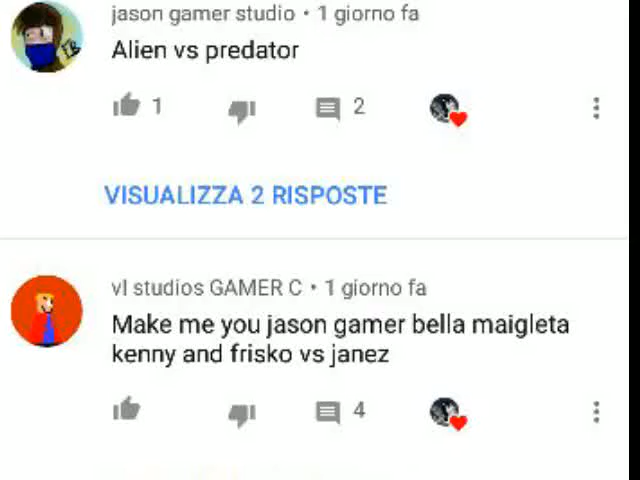 jason gamer studio • 1 giorno fa
Alien vs predator
1
2
VISUALIZZA 2 RISPOSTE
vl studios GAMER C • 1 giorno fa
Make me you jason gamer bella maigleta
kenny and frisko vs janez
4